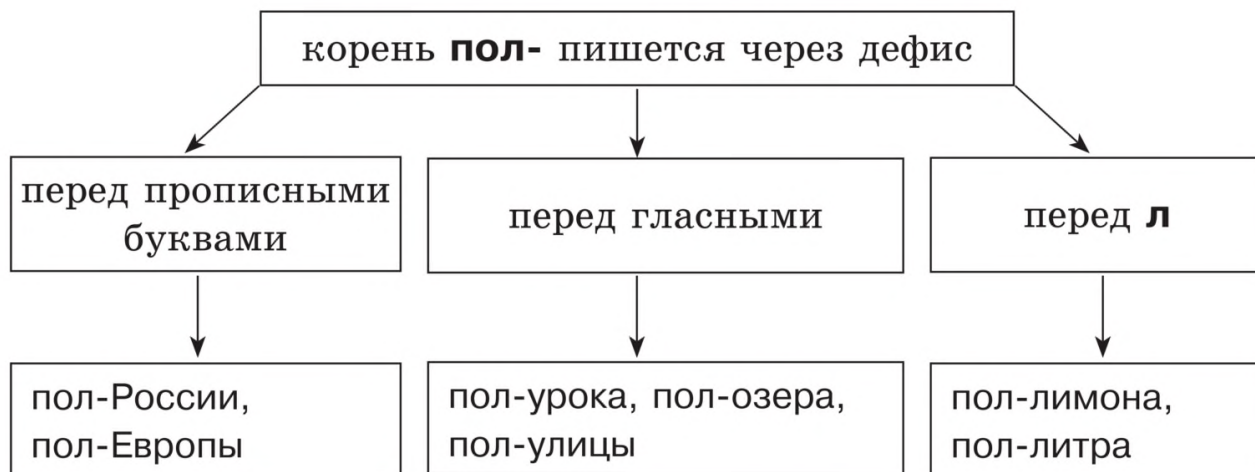 корень пол- пишется через дефис
перед прописными
буквами
перед гласными
перед л
пол-России,
пол-Европы
пол-урока, пол-озера,
пол-улицы
пол-лимона,
пол-литра